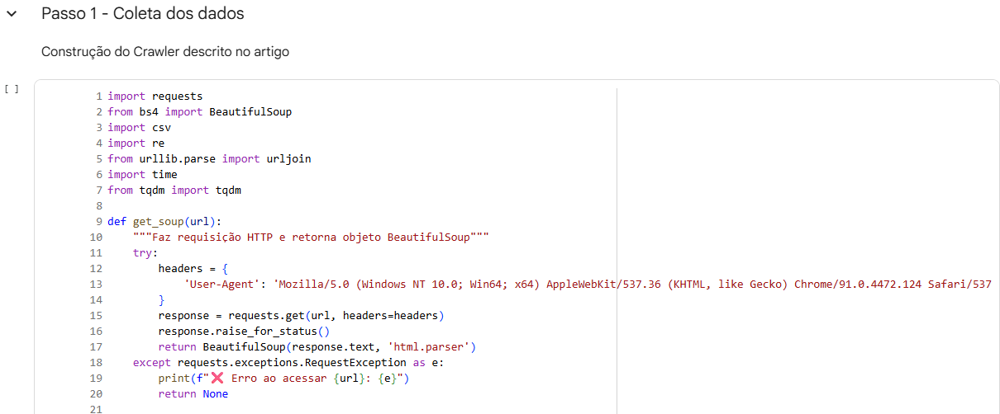 Passo 1 - Coleta dos dados
Construção do Crawler descrito no artigo
[ ]
1 import requests
2 from bs4 import BeautifulSoup
3 import csv
4 import re
5 from urllib.parse import urljoin
6 import time
7 from tqdm import tqdm
8
9 def get_soup(url):
10     """Faz requisição HTTP e retorna objeto BeautifulSoup"""
11     try:
12         headers = {
13             'User-Agent': 'Mozilla/5.0 (Windows NT 10.0; Win64; x64) AppleWebKit/537.36 (KHTML, like Gecko) Chrome/91.0.4472.124 Safari/537
14         }
15         response = requests.get(url, headers=headers)
16         response.raise_for_status()
17         return BeautifulSoup(response.text, 'html.parser')
18     except requests.exceptions.RequestException as e:
19         print(f"❌ Erro ao acessar {url}: {e}")
20         return None
21